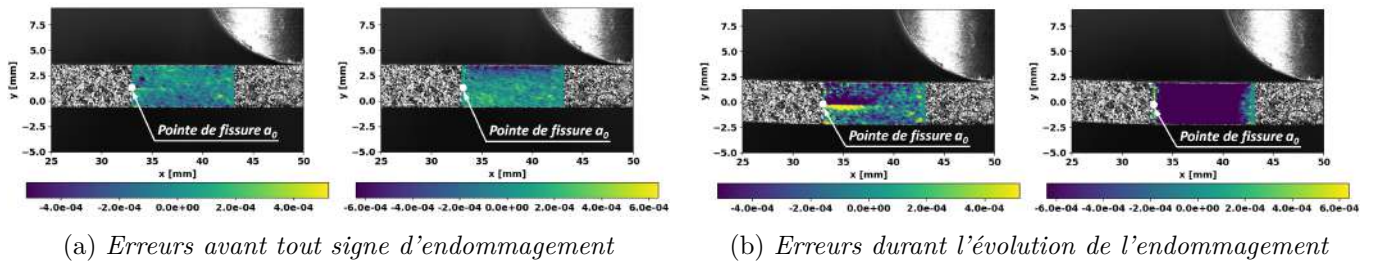 7.5
5.0
2.5
0.0
−2.5
−5.0
y [mm]
Pointe de fissure a₀
25 30 35 40 45 50
x [mm]
−4.0e-04 −2.0e-04 0.0e+00 2.0e-04 4.0e-04
7.5
5.0
2.5
0.0
−2.5
−5.0
y [mm]
Pointe de fissure a₀
25 30 35 40 45 50
x [mm]
−6.0e-04 −4.0e-04 −2.0e-04 0.0e+00 2.0e-04 4.0e-04 6.0e-04
(a) Erreurs avant tout signe d'endommagement
7.5
5.0
2.5
0.0
−2.5
−5.0
y [mm]
Pointe de fissure a₀
25 30 35 40 45 50
x [mm]
−4.0e-04 −2.0e-04 0.0e+00 2.0e-04 4.0e-04
7.5
5.0
2.5
0.0
−2.5
−5.0
y [mm]
Pointe de fissure a₀
25 30 35 40 45 50
x [mm]
−6.0e-04 −4.0e-04 −2.0e-04 0.0e+00 2.0e-04 4.0e-04 6.0e-04
(b) Erreurs durant l'évolution de l'endommagement